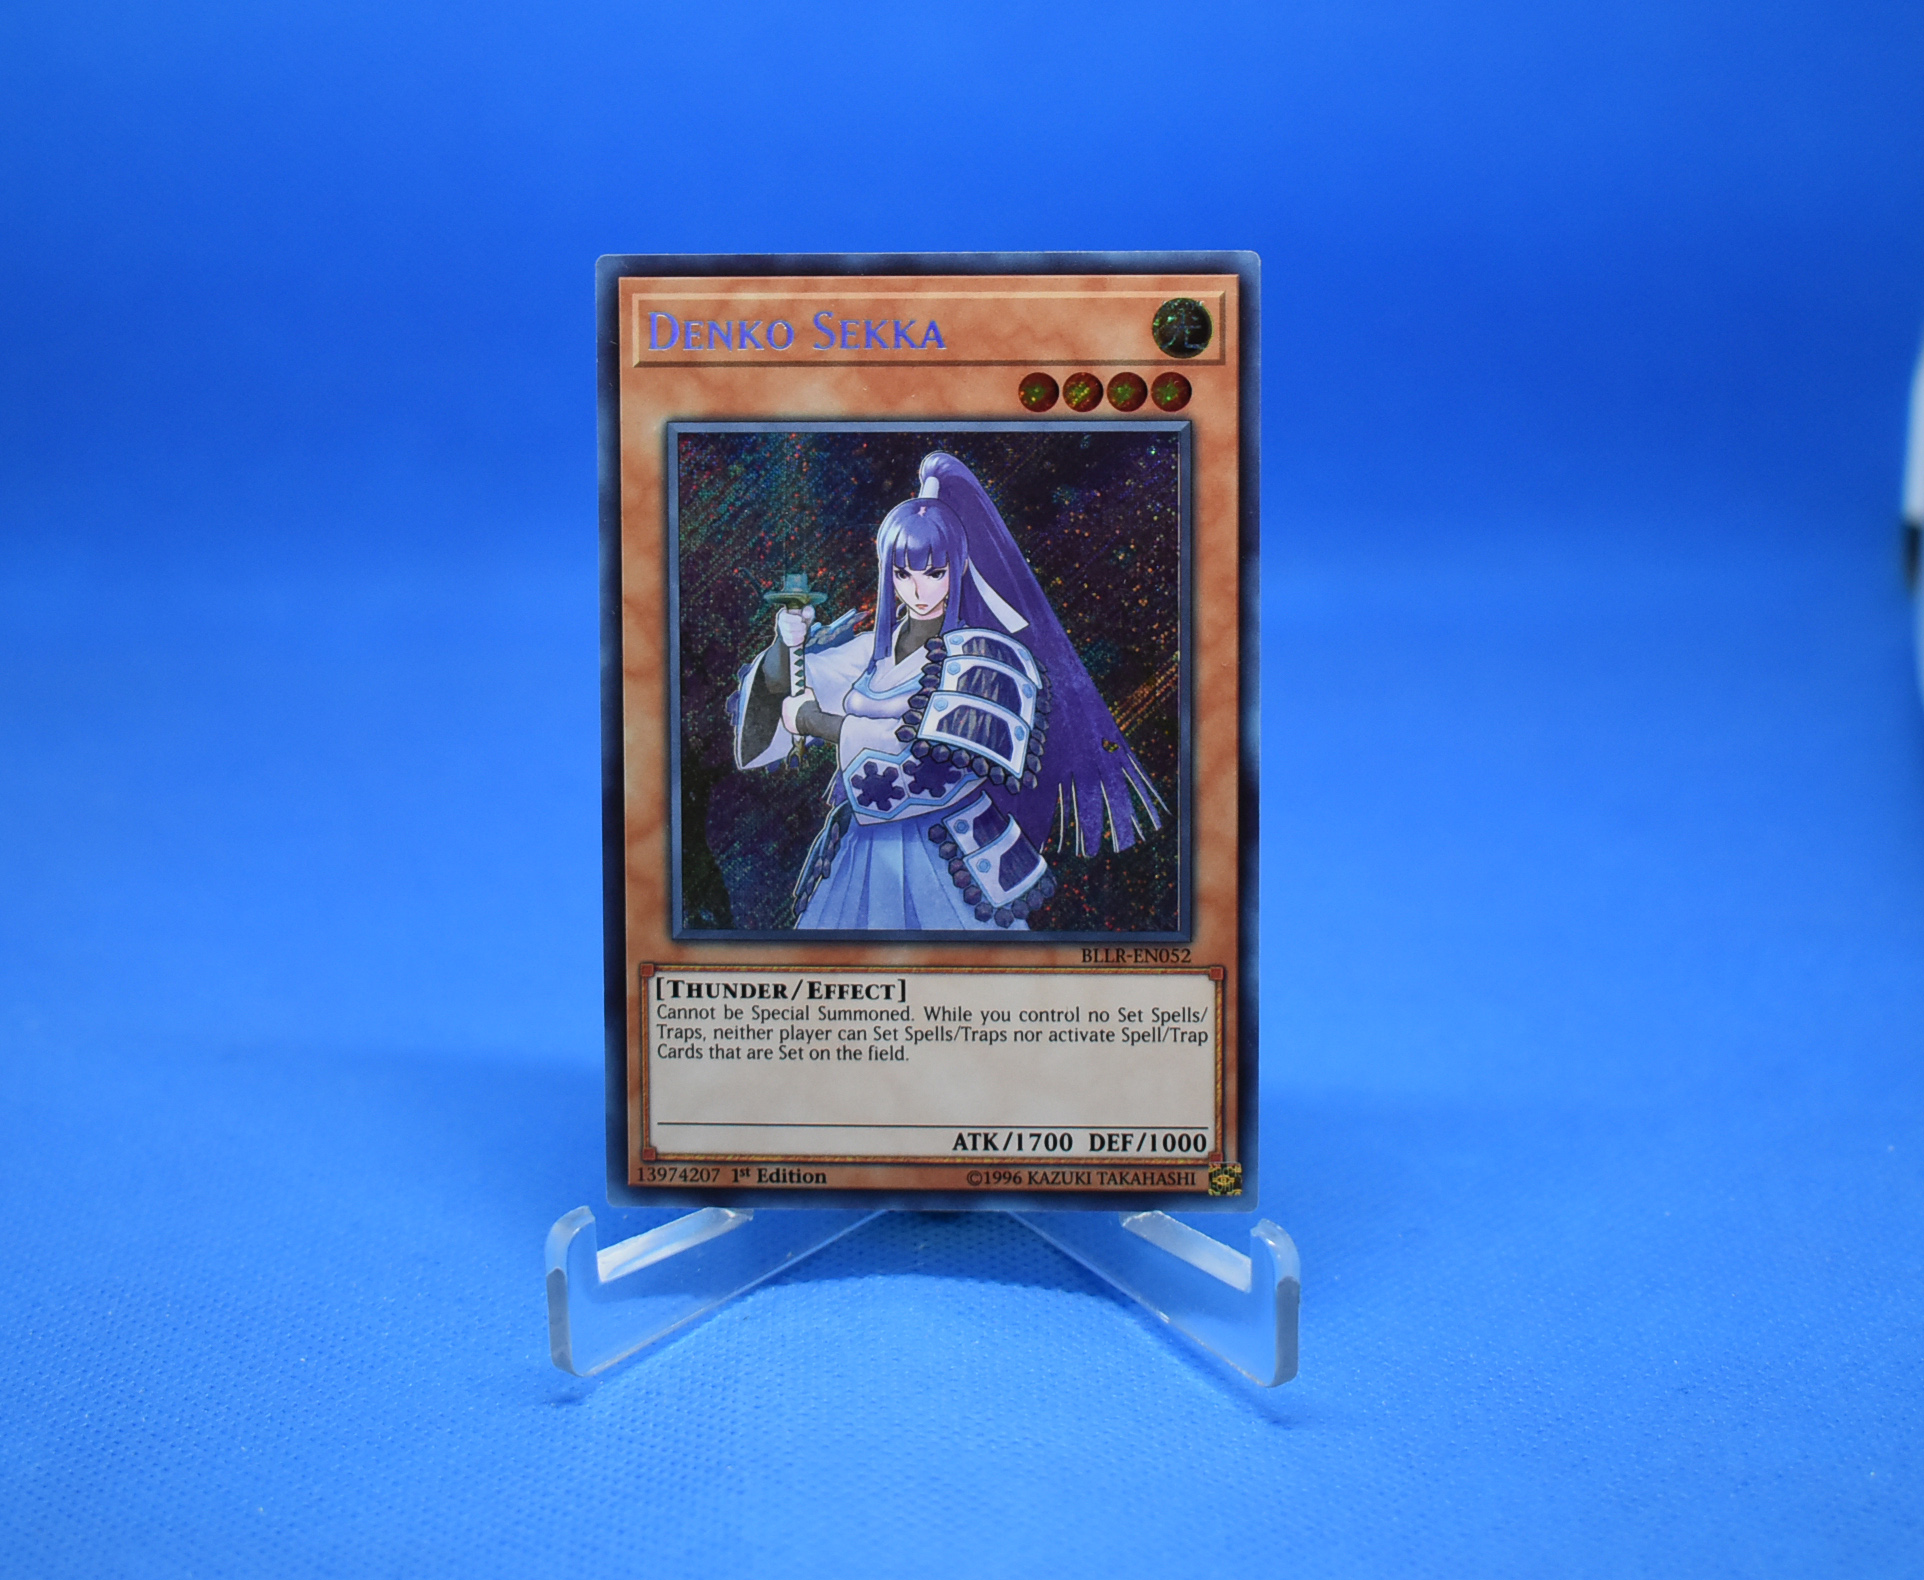 Denko Sekka
光
BLLR-EN052
[Thunder/Effect]
Cannot be Special Summoned. While you control no Set Spells/
Traps, neither player can Set Spells/Traps nor activate Spell/Trap
Cards that are Set on the field.
ATK/1700 DEF/1000
13974207 1st Edition
©1996 KAZUKI TAKAHASHI